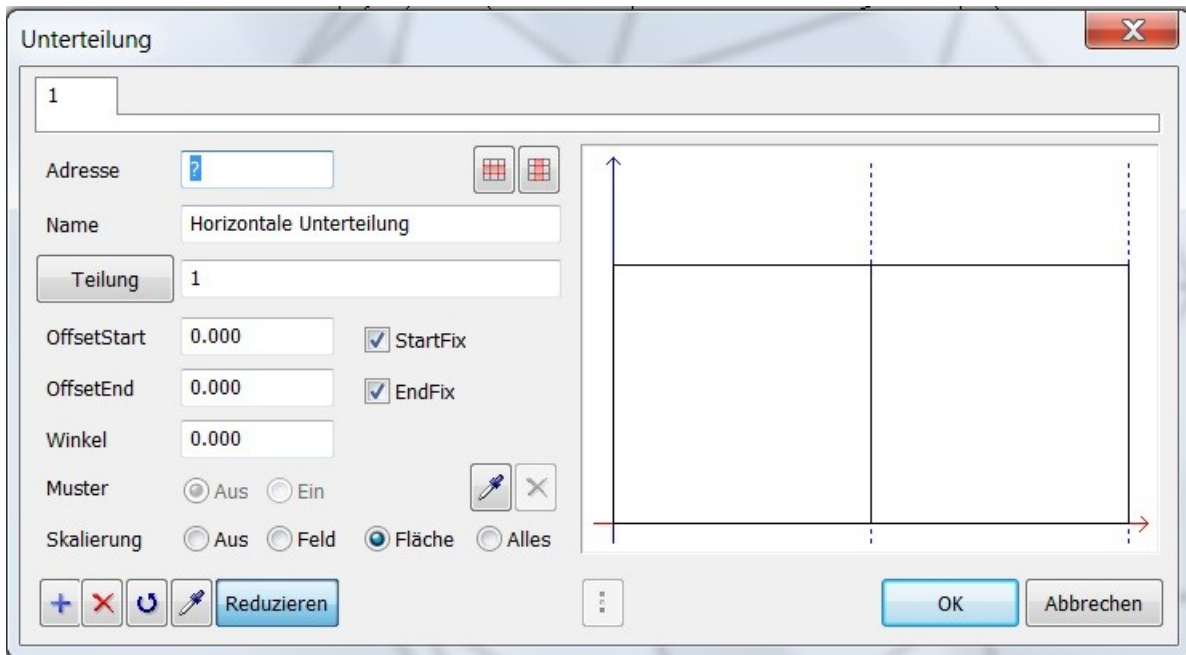 Unterteilung
1
Adresse ?
Name Horizontale Unterteilung
Teilung 1
OffsetStart 0.000 StartFix
OffsetEnd 0.000 EndFix
Winkel 0.000
Muster Aus Ein
Skalierung Aus Feld Fläche Alles
Reduzieren OK Abbrechen